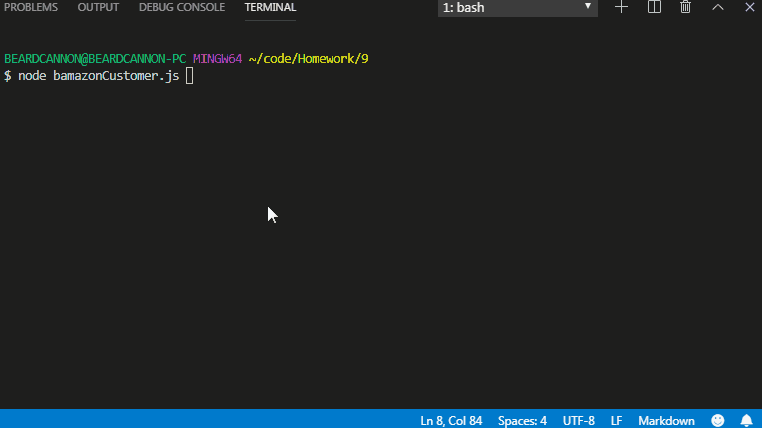 PROBLEMS OUTPUT DEBUG CONSOLE TERMINAL 1: bash
BEARDCANNON@BEARDCANNON-PC MINGW64 ~/code/Homework/9
$ node bamazonCustomer.js
Ln 8, Col 84 Spaces: 4 UTF-8 LF Markdown